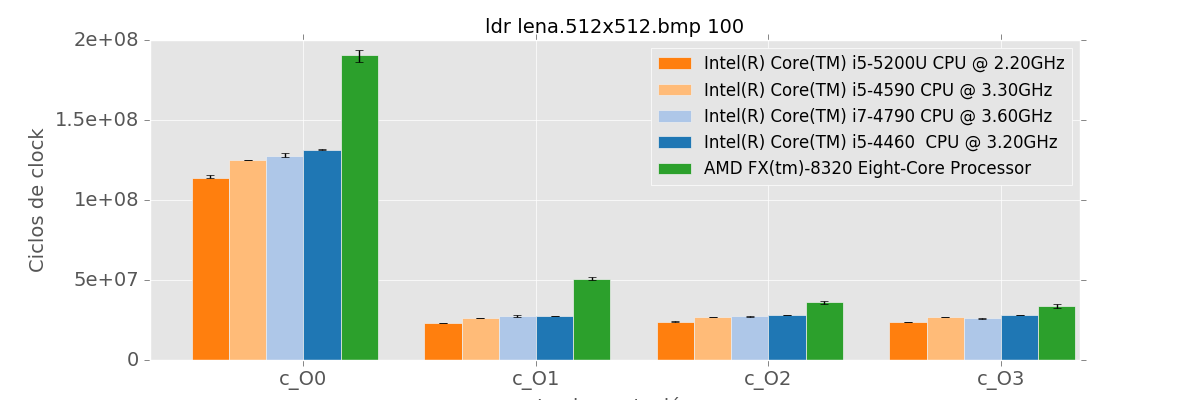 ldr lena.512x512.bmp 100
2e+08
1.5e+08
1e+08
5e+07
0
Ciclos de clock
Intel(R) Core(TM) i5-5200U CPU @ 2.20GHz
Intel(R) Core(TM) i5-4590 CPU @ 3.30GHz
Intel(R) Core(TM) i7-4790 CPU @ 3.60GHz
Intel(R) Core(TM) i5-4460  CPU @ 3.20GHz
AMD FX(tm)-8320 Eight-Core Processor
c_O0 c_O1 c_O2 c_O3